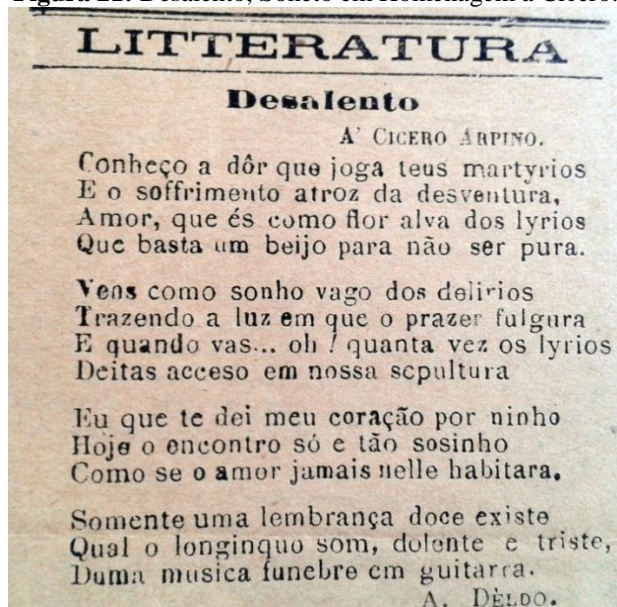 Figura 22: Desalento, Soneto em Homenagem a Cícero.
LITTERATURA
Desalento
A' CICERO ARPINO.
Conheço a dôr que joga teus martyrios
E o soffrimento atroz da desventura,
Amor, que és como flor alva dos lyrios
Que basta um beijo para não ser pura.
Vens como sonho vago dos delirios
Trazendo a luz em que o prazer fulgura
E quando vas... oh! quanta vez os lyrios
Deitas acceso em nossa sepultura
Eu que te dei meu coração por ninho
Hoje o encontro só e tão sosinho
Como se o amor jamais nelle habitara.
Somente uma lembrança doce existe
Qual o longinquo som, dolente e triste,
Duma musica funebre em guitarra.
A. DÈLDO.